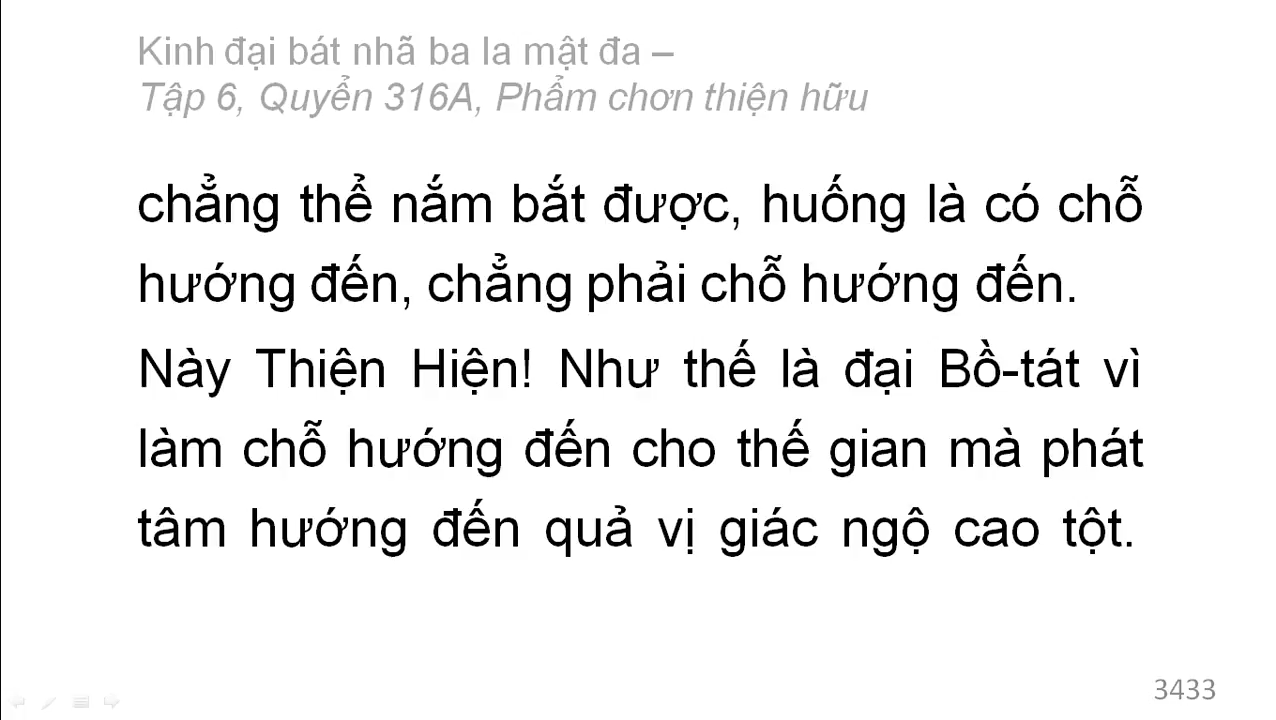 Kinh đại bát nhã ba la mật đa –
Tập 6, Quyển 316A, Phẩm chơn thiện hữu
chẳng thể nắm bắt được, huống là có chỗ
hướng đến, chẳng phải chỗ hướng đến.
Này Thiện Hiện! Như thế là đại Bồ-tát vì
làm chỗ hướng đến cho thế gian mà phát
tâm hướng đến quả vị giác ngộ cao tột.
3433